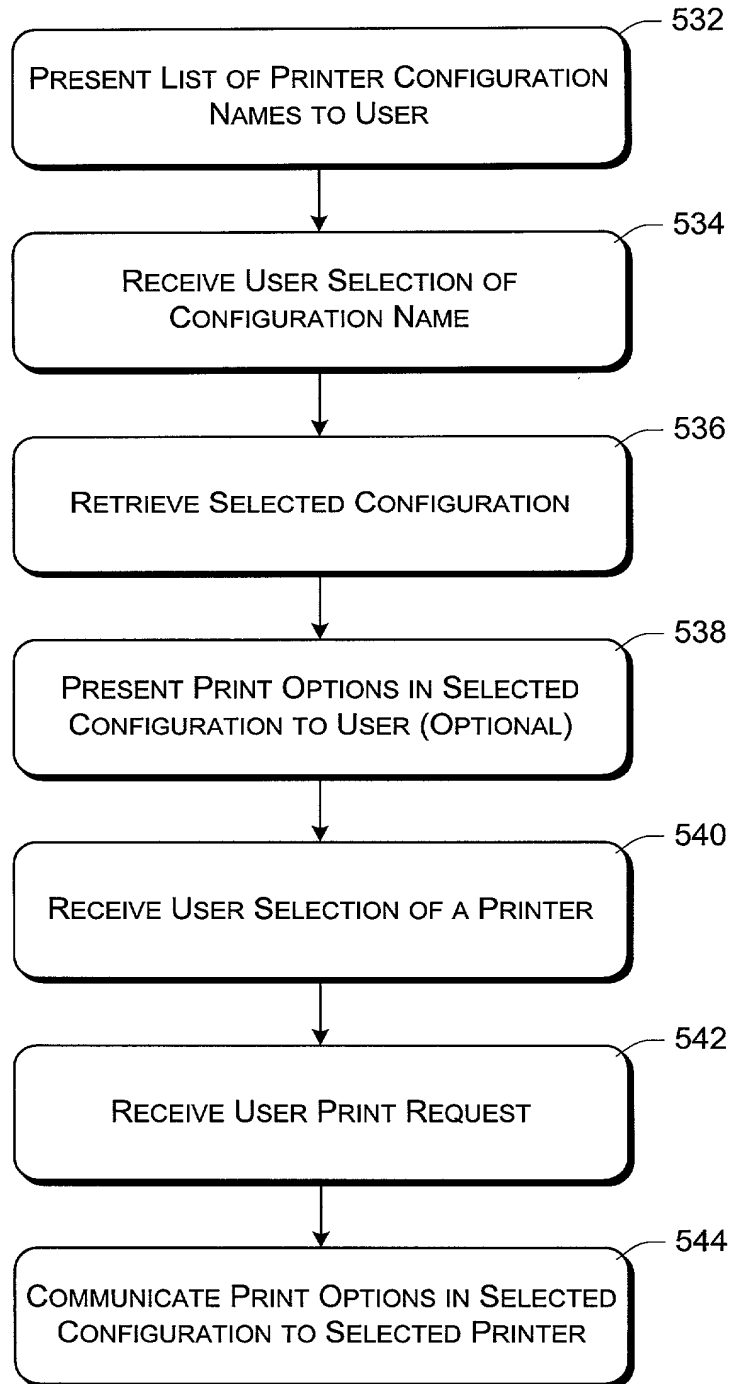 532
PRESENT LIST OF PRINTER CONFIGURATION
NAMES TO USER
534
RECEIVE USER SELECTION OF
CONFIGURATION NAME
536
RETRIEVE SELECTED CONFIGURATION
538
PRESENT PRINT OPTIONS IN SELECTED
CONFIGURATION TO USER (OPTIONAL)
540
RECEIVE USER SELECTION OF A PRINTER
542
RECEIVE USER PRINT REQUEST
544
COMMUNICATE PRINT OPTIONS IN SELECTED
CONFIGURATION TO SELECTED PRINTER